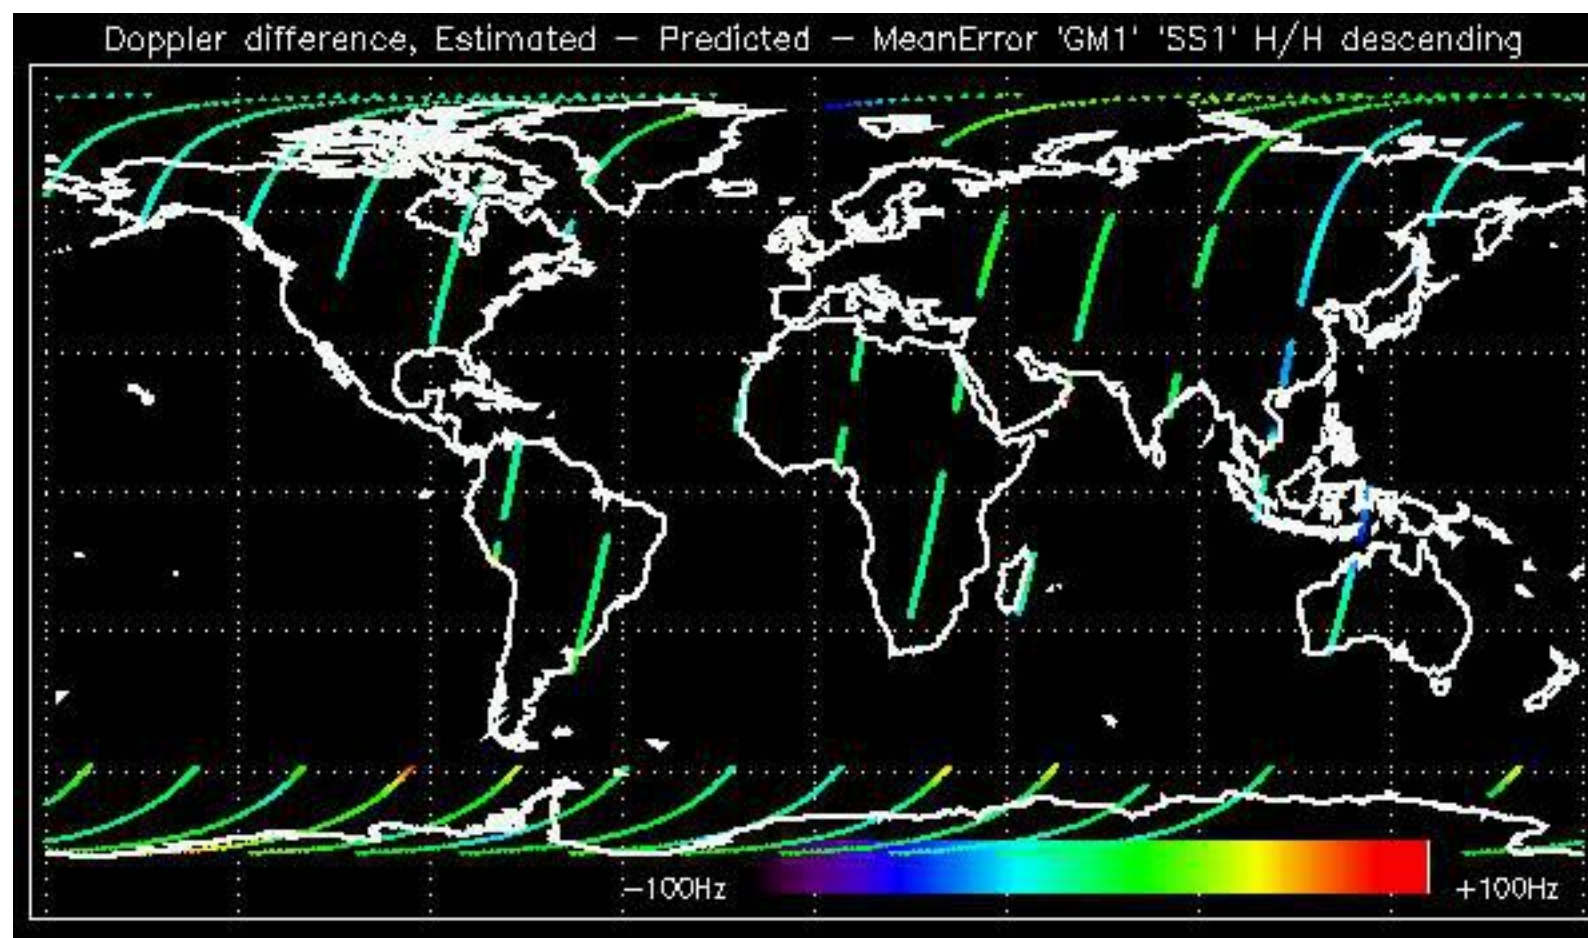 Doppler difference, Estimated − Predicted − MeanError 'GM1' 'SS1' H/H descending
−100Hz
+100Hz